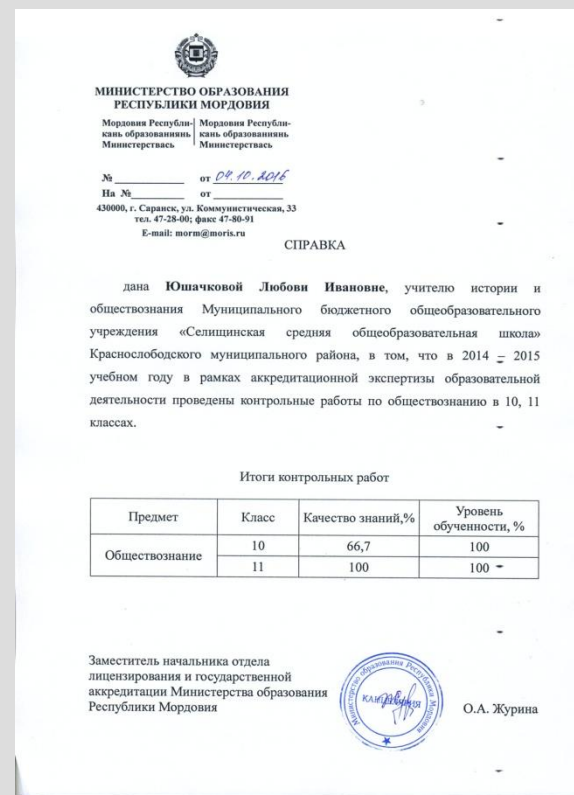 МИНИСТЕРСТВО ОБРАЗОВАНИЯ
РЕСПУБЛИКИ МОРДОВИЯ
Мордовия Республи-
кань образованиянь
Министерствась
Мордовия Республи-
кань образованиянь
Министерствась
№ от 04.10.2016
На № от
430000, г. Саранск, ул. Коммунистическая, 33
тел. 47-28-00; факс 47-80-91
E-mail: morm@moris.ru
СПРАВКА
дана Юшачковой Любови Ивановне, учителю истории и
обществознания Муниципального бюджетного общеобразовательного
учреждения «Селищинская средняя общеобразовательная школа»
Краснослободского муниципального района, в том, что в 2014 – 2015
учебном году в рамках аккредитационной экспертизы образовательной
деятельности проведены контрольные работы по обществознанию в 10, 11
классах.
Итоги контрольных работ
Предмет Класс Качество знаний,% Уровень обученности, %
Обществознание 10 66,7 100
11 100 100
Заместитель начальника отдела
лицензирования и государственной
аккредитации Министерства образования
Республики Мордовия
Министерство образования Республики Мордовия
КАНЦЕЛЯРИЯ
О.А. Журина